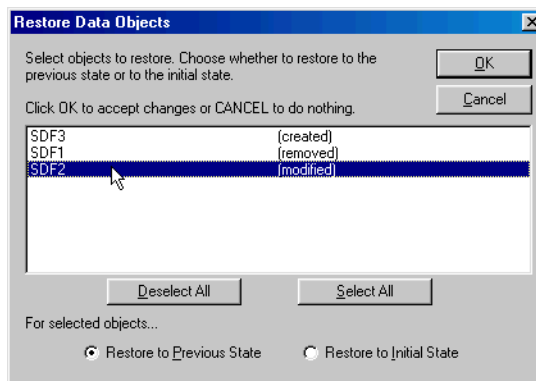 Restore Data Objects
Select objects to restore. Choose whether to restore to the
previous state or to the initial state.
Click OK to accept changes or CANCEL to do nothing.
OK
Cancel
SDF3 (created)
SDF1 (removed)
SDF2 (modified)
Deselect All Select All
For selected objects...
Restore to Previous State Restore to Initial State